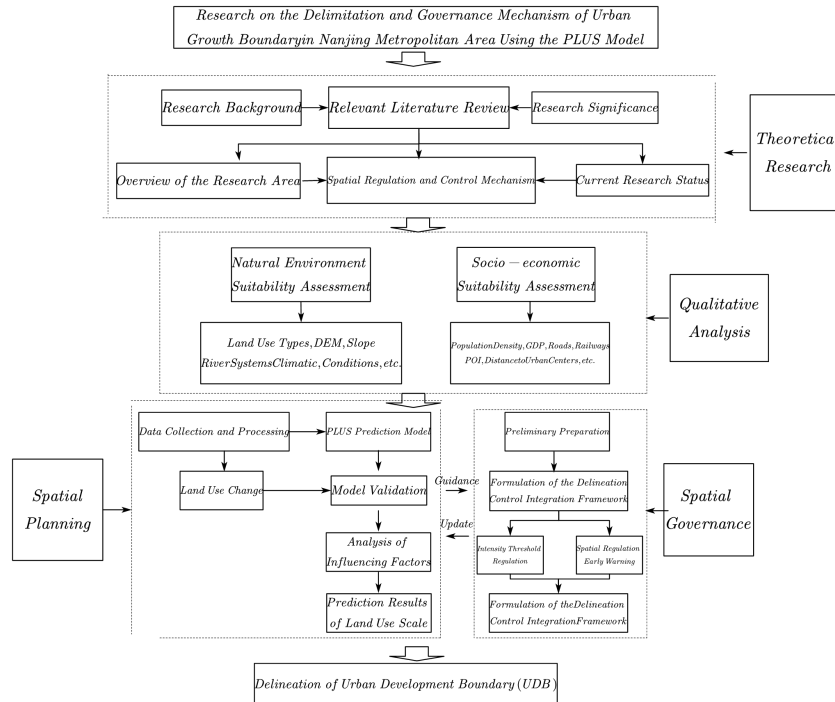 Research on the Delimitation and Governance Mechanism of Urban
Growth Boundaryin Nanjing Metropolitan Area Using the PLUS Model
Research Background
Relevant Literature Review
Research Significance
Theoretical
Research
Overview of the Research Area
Spatial Regulation and Control Mechanism
Current Research Status
Natural Environment
Suitability Assessment
Socio – economic
Suitability Assessment
Qualitative
Analysis
Land Use Types,DEM,Slope
RiverSystemsClimatic,Conditions,etc.
PopulationDensity,GDP,Roads,Railways
POI,DistancetoUrbanCenters,etc.
Data Collection and Processing
PLUS Prediction Model
Preliminary Preparation
Spatial
Planning
Land Use Change
Model Validation
Guidance
Formulation of the Delineation
Control Integration Framework
Spatial
Governance
Update
Analysis of
Influencing Factors
Intensity Threshold
Regulation
Spatial Regulation
Early Warning
Prediction Results
of Land Use Scale
Formulation of theDelineation
Control IntegrationFramework
Delineation of Urban Development Boundary(UDB)